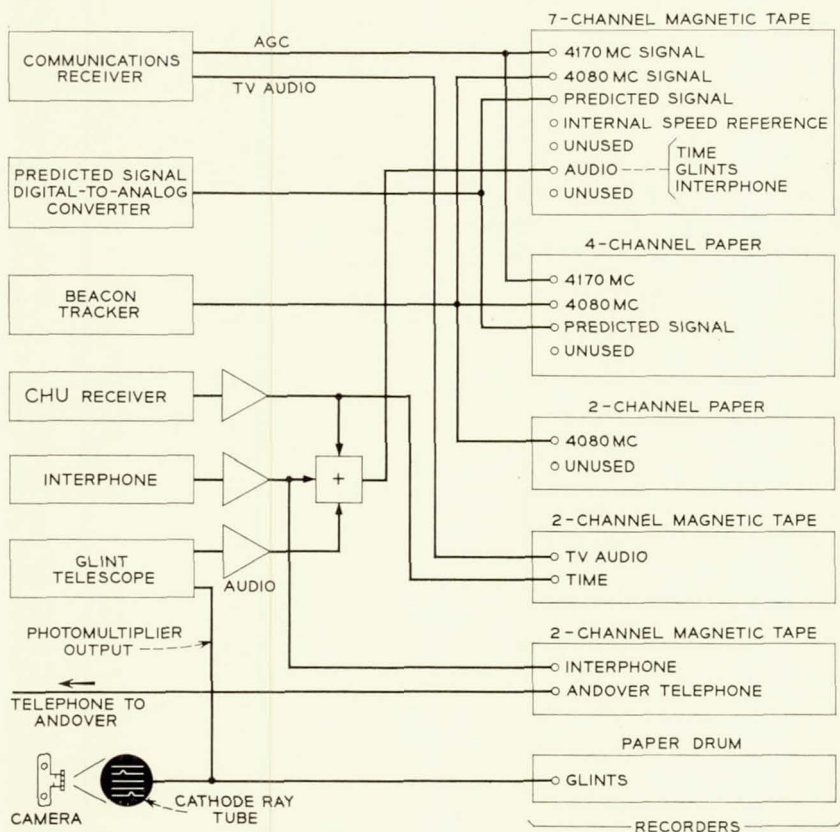 COMMUNICATIONS
RECEIVER
AGC
TV AUDIO
PREDICTED SIGNAL
DIGITAL-TO-ANALOG
CONVERTER
BEACON
TRACKER
CHU RECEIVER
INTERPHONE
+
GLINT
TELESCOPE
AUDIO
PHOTOMULTIPLIER
OUTPUT
TELEPHONE TO
ANDOVER
CAMERA
CATHODE RAY
TUBE
7-CHANNEL MAGNETIC TAPE
4170 MC SIGNAL
4080 MC SIGNAL
PREDICTED SIGNAL
INTERNAL SPEED REFERENCE
UNUSED
AUDIO
TIME
GLINTS
INTERPHONE
UNUSED
4-CHANNEL PAPER
4170 MC
4080 MC
PREDICTED SIGNAL
UNUSED
2-CHANNEL PAPER
4080 MC
UNUSED
2-CHANNEL MAGNETIC TAPE
TV AUDIO
TIME
2-CHANNEL MAGNETIC TAPE
INTERPHONE
ANDOVER TELEPHONE
PAPER DRUM
GLINTS
RECORDERS